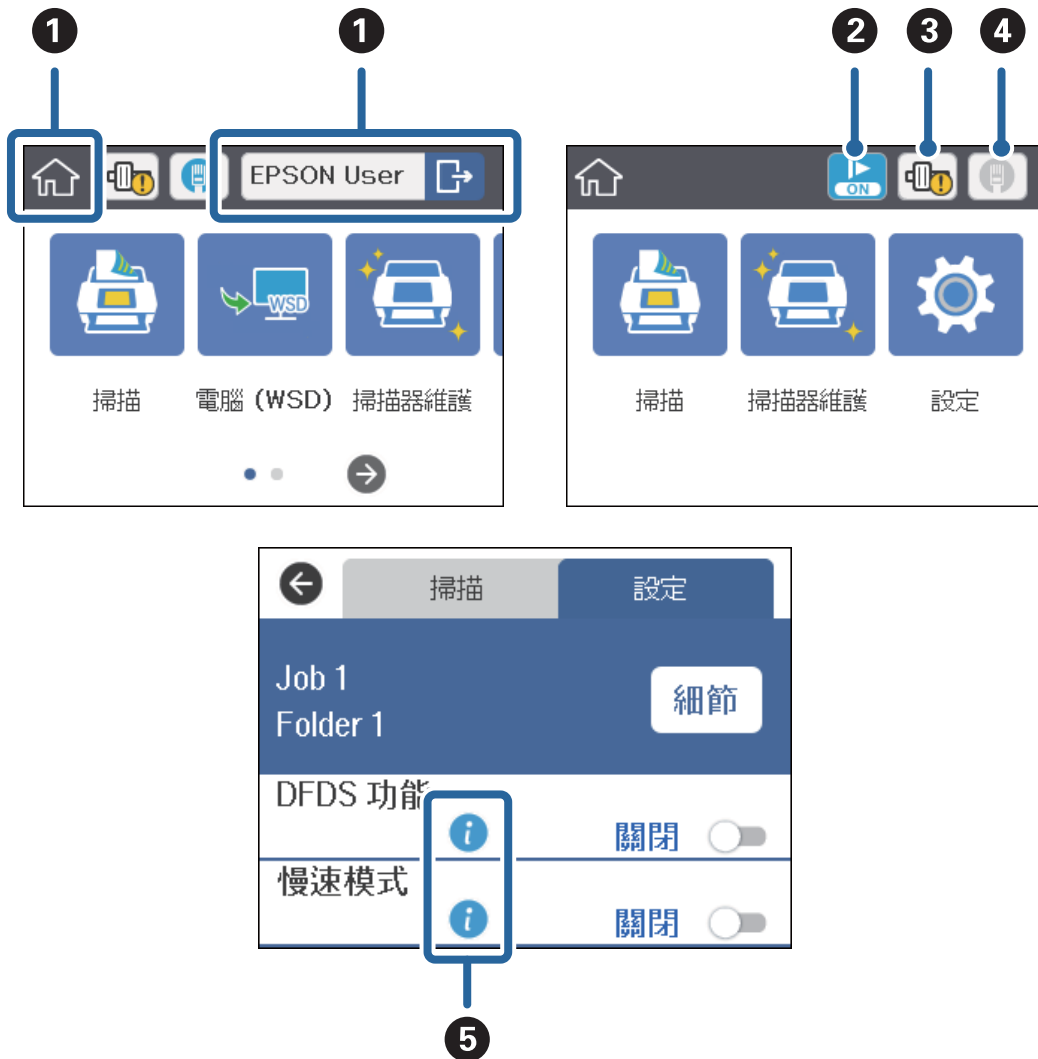 1
1
2
3
4
EPSON User
ON
WSD
掃描
電腦 (WSD)
掃描器維護
掃描
掃描器維護
設定
掃描
設定
Job 1
Folder 1
細節
DFDS 功能
關閉
慢速模式
關閉
5